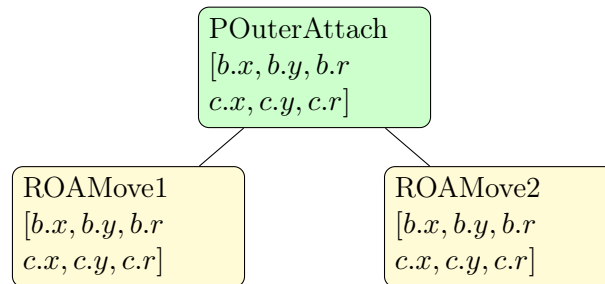 POuterAttach
[b.x, b.y, b.r
c.x, c.y, c.r]
ROAMove1
[b.x, b.y, b.r
c.x, c.y, c.r]
ROAMove2
[b.x, b.y, b.r
c.x, c.y, c.r]